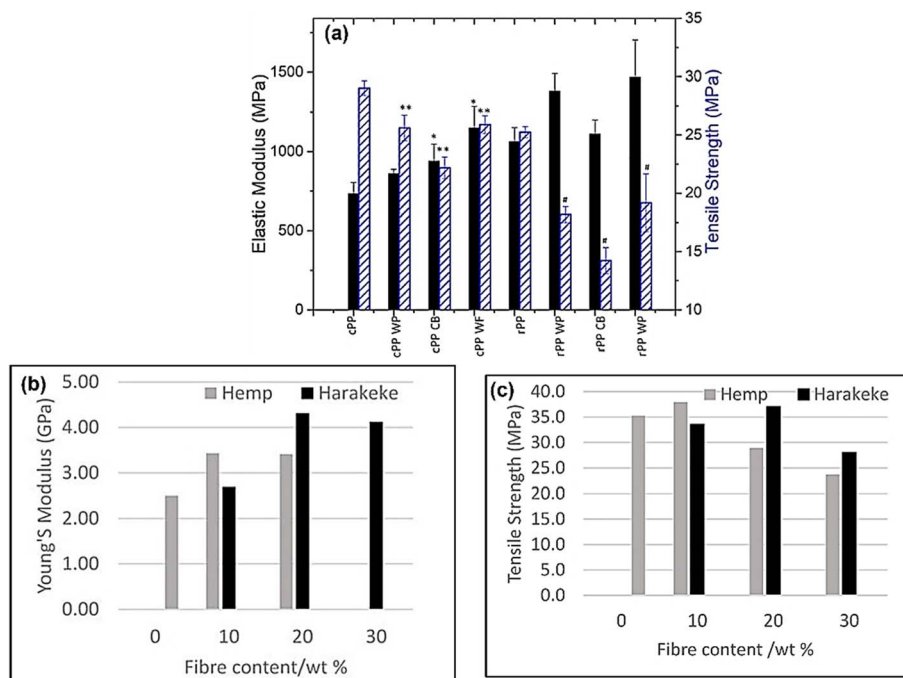 (a)
Elastic Modulus (MPa)
1500
1000
500
0
35
30
25
20
15
10
Tensile Strength (MPa)
**
*
**
*
**
#
#
#
cPP
cPP WP
cPP CB
cPP WF
rPP
rPP WP
rPP CB
rPP WP
(b)
Hemp Harakeke
Young'S Modulus (GPa)
5.00
4.00
3.00
2.00
1.00
0.00
0 10 20 30
Fibre content/wt %
(c)
Hemp Harakeke
Tensile Strength (MPa)
40.0
35.0
30.0
25.0
20.0
15.0
10.0
5.0
0.0
0 10 20 30
Fibre content /wt %